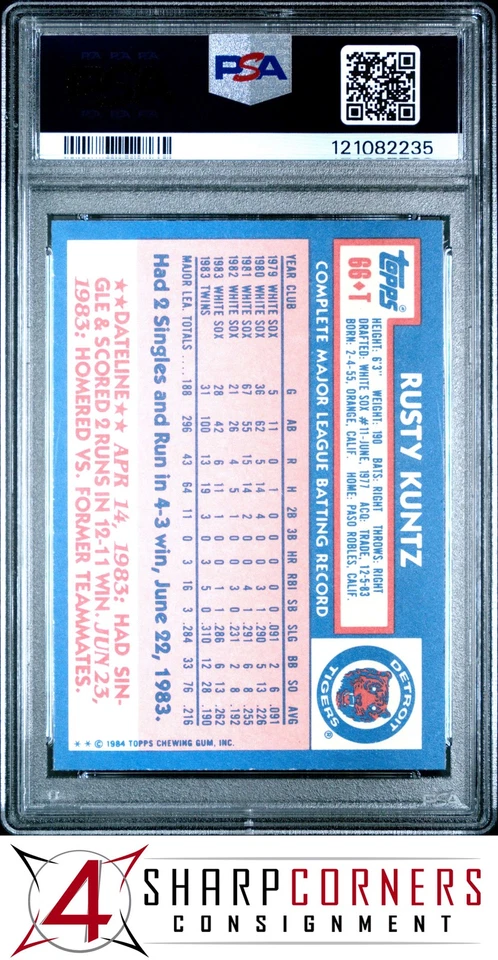 PSA
121082235
topps®
68♦T
RUSTY KUNTZ
HEIGHT: 6'3" WEIGHT: 190 BATS: RIGHT THROWS: RIGHT
DRAFTED: WHITE SOX #11-JUNE, 1977 ACQ: TRADE, 12-5-83
BORN: 2-4-55, ORANGE, CALIF. HOME: PASO ROBLES, CALIF.
DETROIT
TIGERS®
COMPLETE MAJOR LEAGUE BATTING RECORD
YEAR CLUB G AB R H 2B 3B HR RBI SB SLG BB SO AVG
1979 WHITE SOX 5 11 0 1 0 0 0 0 0 .091 2 6 .091
1980 WHITE SOX 36 62 5 14 4 0 0 3 1 .290 5 13 .226
1981 WHITE SOX 67 55 15 14 2 0 0 4 1 .291 6 8 .255
1982 WHITE SOX 21 26 4 5 1 0 0 3 0 .231 2 8 .192
1983 WHITE SOX 28 42 6 11 1 0 0 1 1 .286 6 13 .262
1983 TWINS 31 100 13 19 3 0 3 5 0 .310 12 28 .190
MAJOR LEA. TOTALS .... 188 296 43 64 11 0 3 16 3 .284 33 76 .216
Had 2 Singles and Run in 4-3 win, June 22, 1983.
★★DATELINE★★ APR 14, 1983: HAD SIN-
GLE & SCORED 2 RUNS IN 12-11 WIN. JUN 23,
1983: HOMERED VS. FORMER TEAMMATES.
* * © 1984 TOPPS CHEWING GUM, INC.
4 SHARPCORNERS
CONSIGNMENT